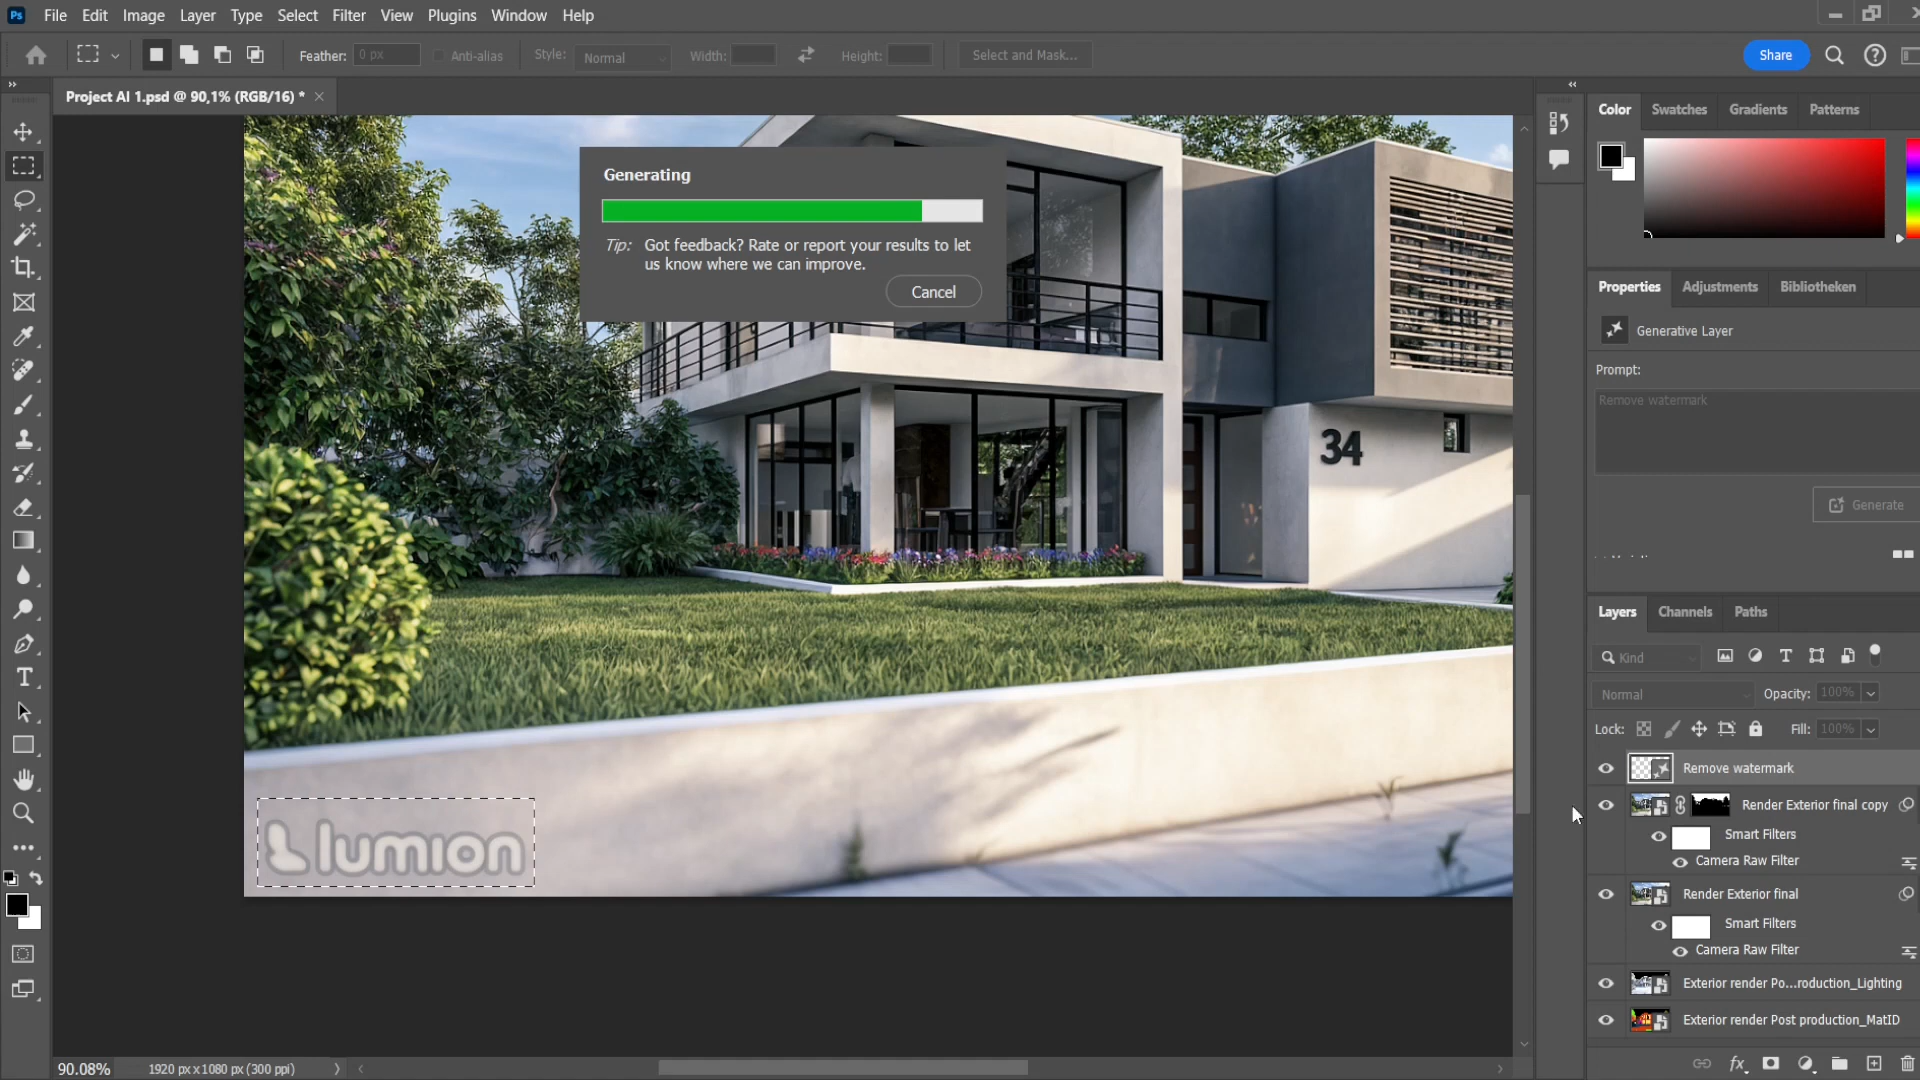 Ps File Edit Image Layer Type Select Filter View Plugins Window Help
Feather: 0 px Anti-alias Style: Normal Width: Height: Select and Mask... Share
Project AI 1.psd @ 90,1% (RGB/16) *
Generating
Tip: Got feedback? Rate or report your results to let
us know where we can improve.
Cancel
34
lumion
90.08% 1920 px x 1080 px (300 ppi)
Color Swatches Gradients Patterns
Properties Adjustments Bibliotheken
Generative Layer
Prompt:
Remove watermark
Generate
Layers Channels Paths
Kind
Normal Opacity: 100%
Lock: Fill: 100%
Remove watermark
Render Exterior final copy
Smart Filters
Camera Raw Filter
Render Exterior final
Smart Filters
Camera Raw Filter
Exterior render Po...roduction_Lighting
Exterior render Post production_MatID
fx